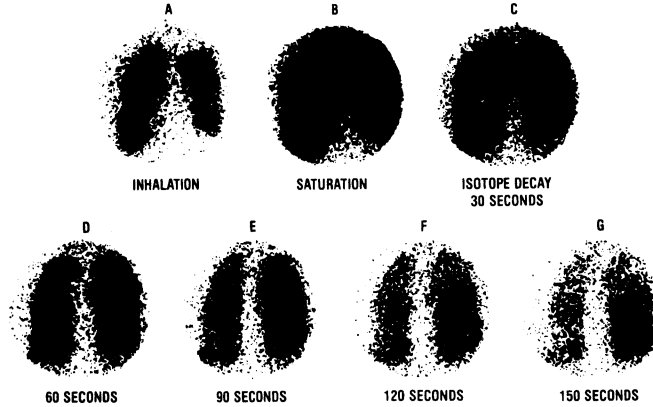 A
B
C
INHALATION
SATURATION
ISOTOPE DECAY
30 SECONDS
D
E
F
G
60 SECONDS
90 SECONDS
120 SECONDS
150 SECONDS